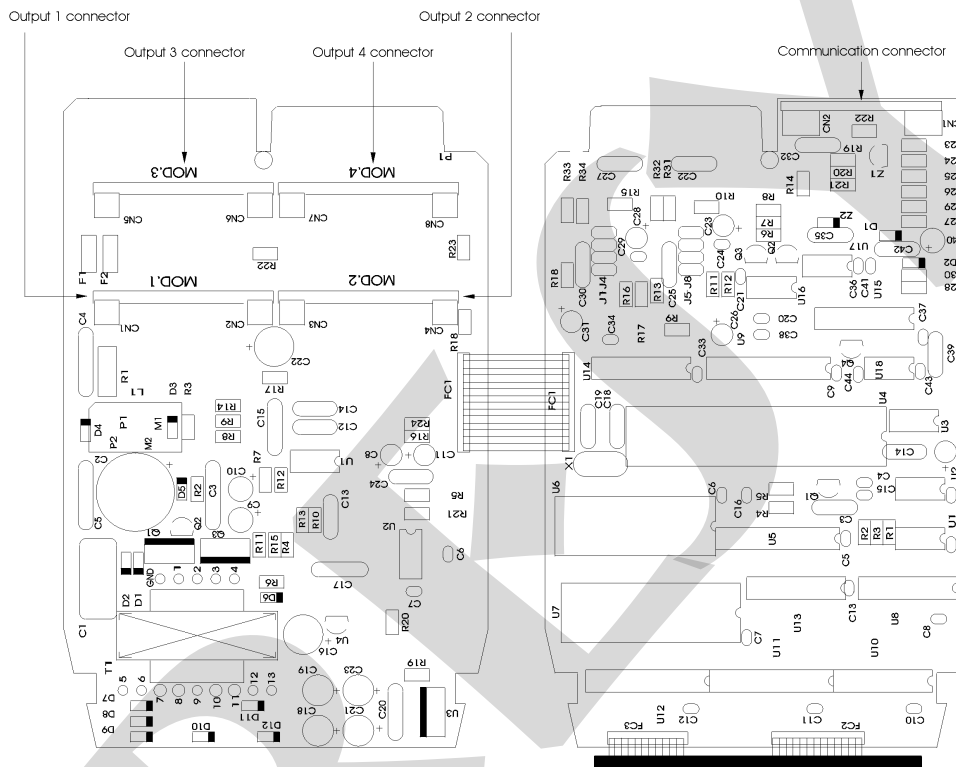 Output 1 connector
Output 2 connector
Output 3 connector
Output 4 connector
Communication connector
P1
MOD.3
MOD.4
CN5
CN6
CN7
CN8
F1
F2
R22
R23
MOD.1
MOD.2
CN1
CN2
CN3
CN4
R18
C4
R1
C22
R17
L1
D3
R3
D4
P1
P2
M1
M2
R14
R9
R8
C15
C14
C12
R24
R16
C2
C10
R7
R12
U1
C8
C11
C24
D5
R2
C3
C9
R13
R10
C13
R5
R21
C5
Q1
Q2
Q3
R11
R15
R4
U2
C6
GND
1
2
3
4
D2
D1
R6
D6
C17
C7
C1
R20
C16
U4
T1
5
6
7
8
9
10
11
12
13
R19
D7
D8
D9
D10
D11
D12
C19
C23
C18
C21
C20
U3
FC1
FC1
CN2
R22
R33
R34
C27
R32
R31
C22
C32
R19
R20
R21
Z1
R14
R15
C28
R10
R8
R7
R6
Z2
D1
C29
C23
C24
Q3
Q2
C35
U17
C42
R18
C30
J1
J4
R16
R13
C25
J5
J8
R11
R12
C21
U16
C36
C41
U15
D2
C31
C34
R17
R9
C26
U9
C20
C38
C37
U14
C33
C9
C44
U18
C43
C39
C19
C18
U4
U3
X1
C14
U6
C6
C16
R5
R4
Q1
C3
C4
C15
U5
C5
R2
R3
R1
U1
U7
C7
U11
U13
C13
U10
U8
C8
U12
C12
C11
C10
FC3
FC2